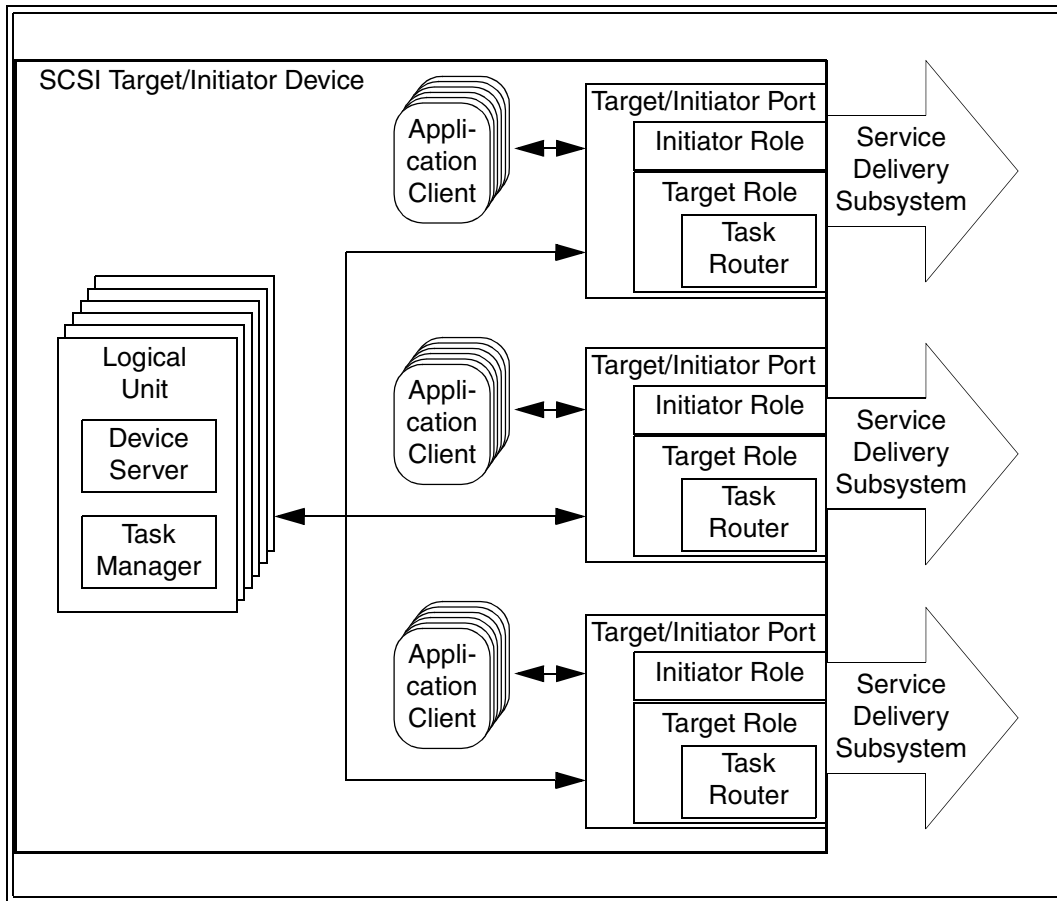 SCSI Target/Initiator Device
Appli-
cation
Client
Target/Initiator Port
Initiator Role
Target Role
Task
Router
Service
Delivery
Subsystem
Logical
Unit
Device
Server
Task
Manager
Appli-
cation
Client
Target/Initiator Port
Initiator Role
Target Role
Task
Router
Service
Delivery
Subsystem
Appli-
cation
Client
Target/Initiator Port
Initiator Role
Target Role
Task
Router
Service
Delivery
Subsystem